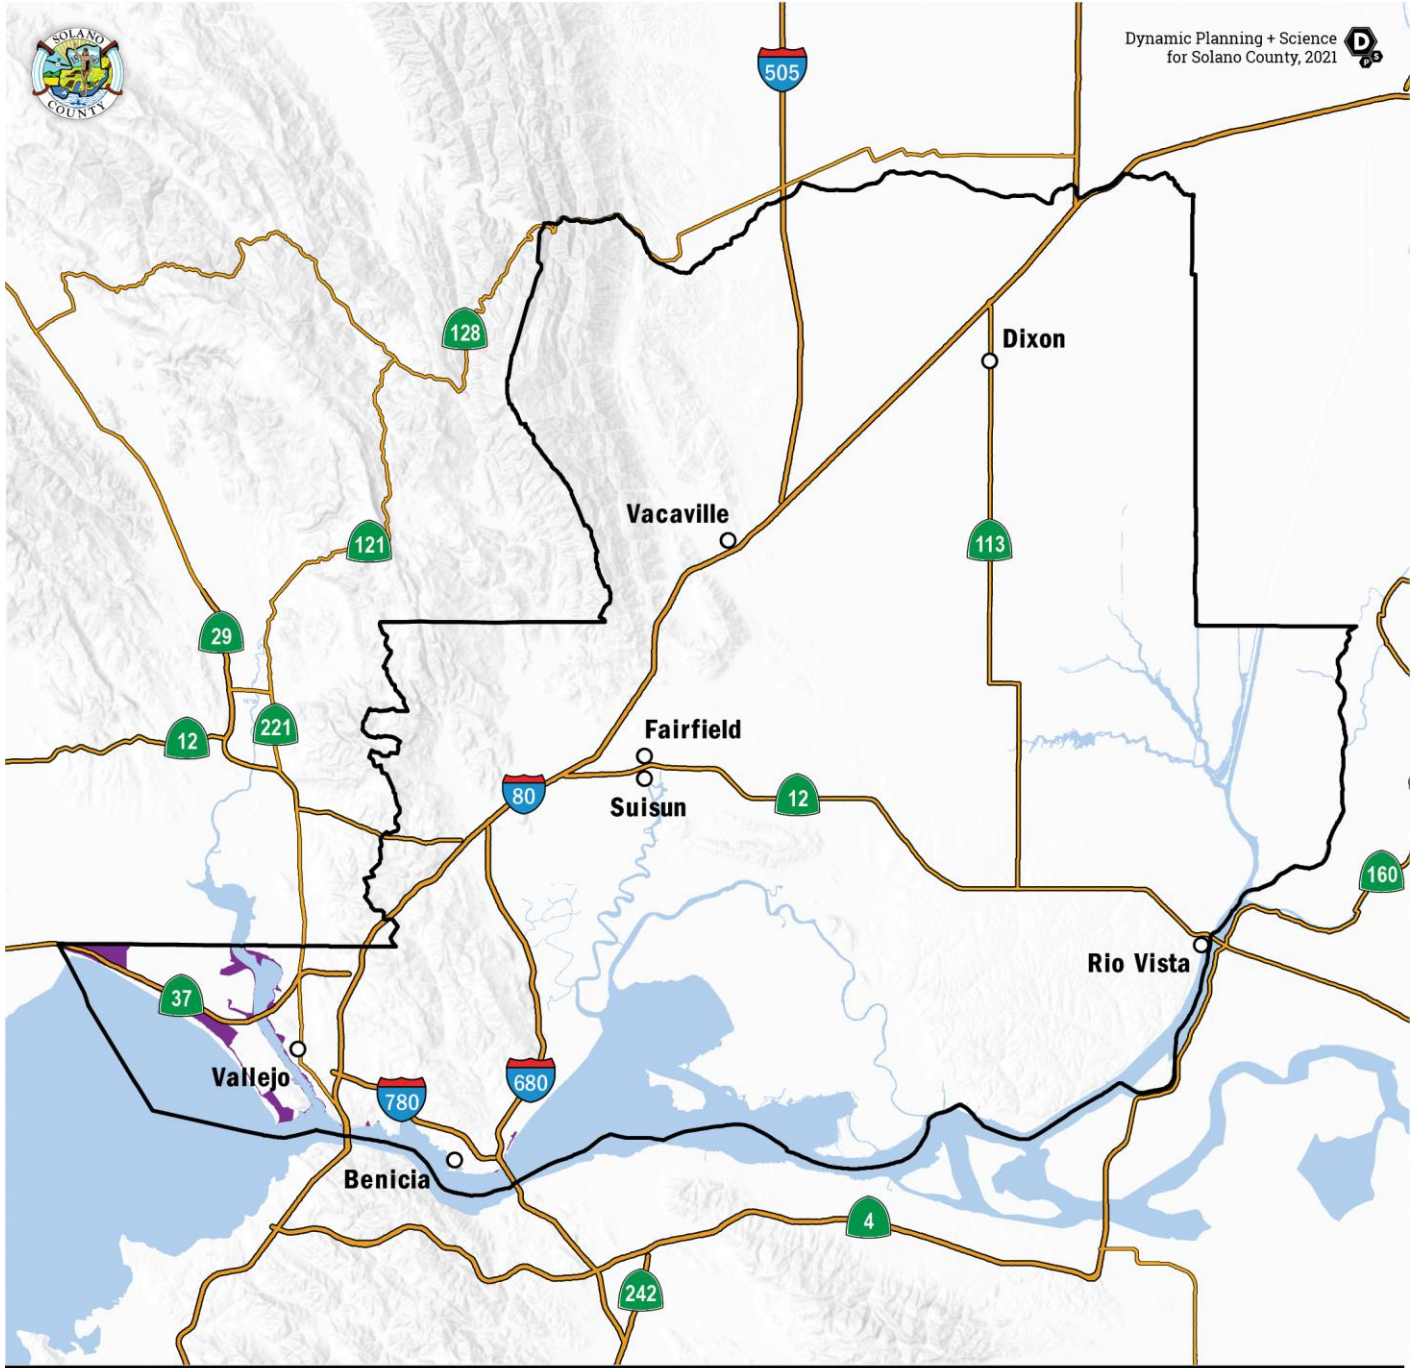 SOLANO
COUNTY
Dynamic Planning + Science
for Solano County, 2021
D
P S
505
128
Dixon
Vacaville
121
113
29
12
221
Fairfield
80
Suisun
12
160
Rio Vista
37
Vallejo
780
680
Benicia
4
242